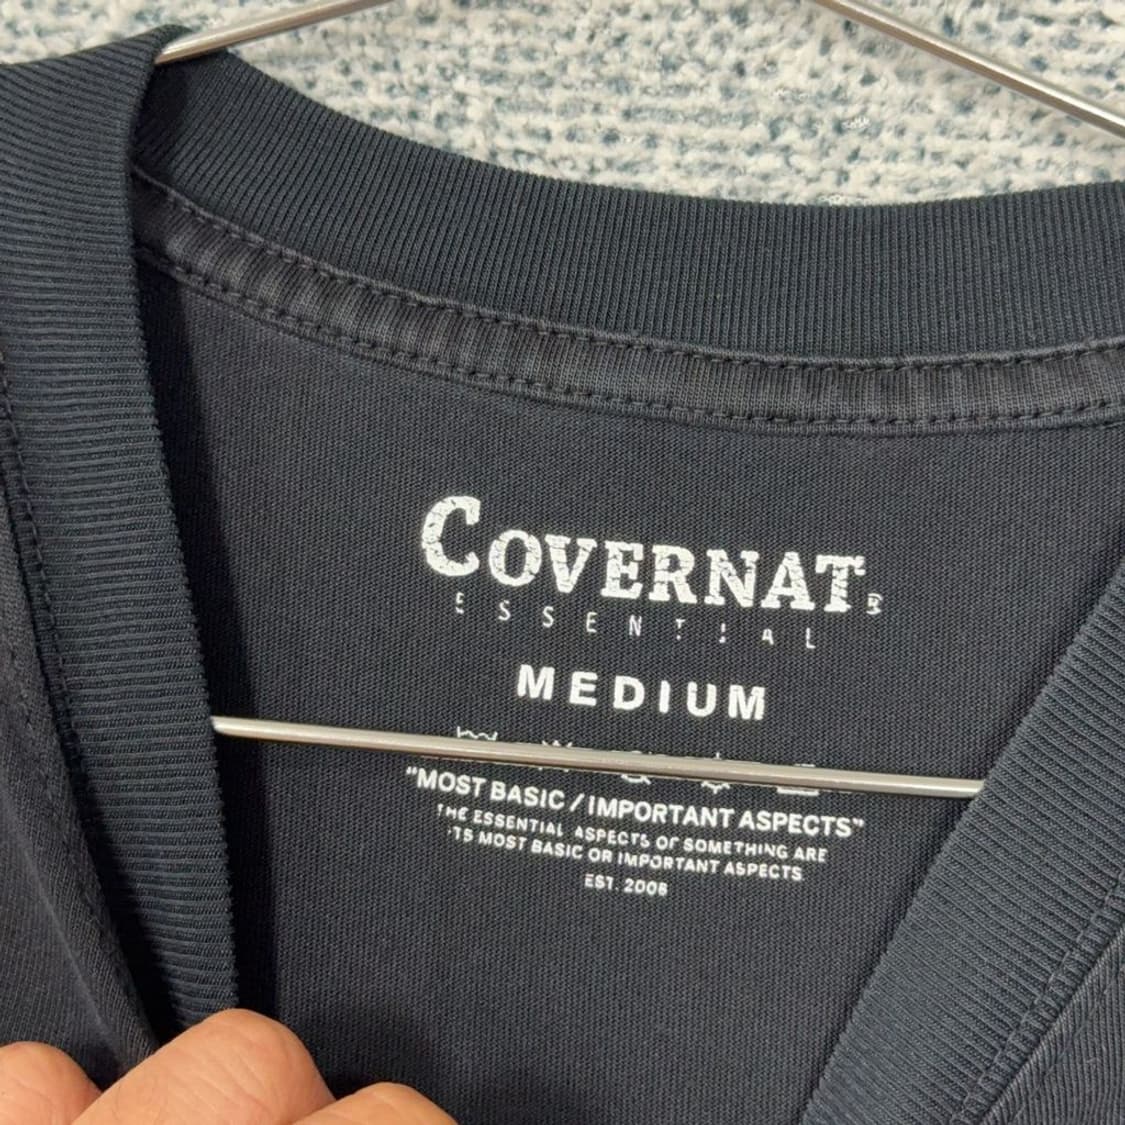 COVERNAT®
ESSENTIAL
MEDIUM
"MOST BASIC / IMPORTANT ASPECTS"
THE ESSENTIAL ASPECTS OF SOMETHING ARE
ITS MOST BASIC OR IMPORTANT ASPECTS
EST. 2008